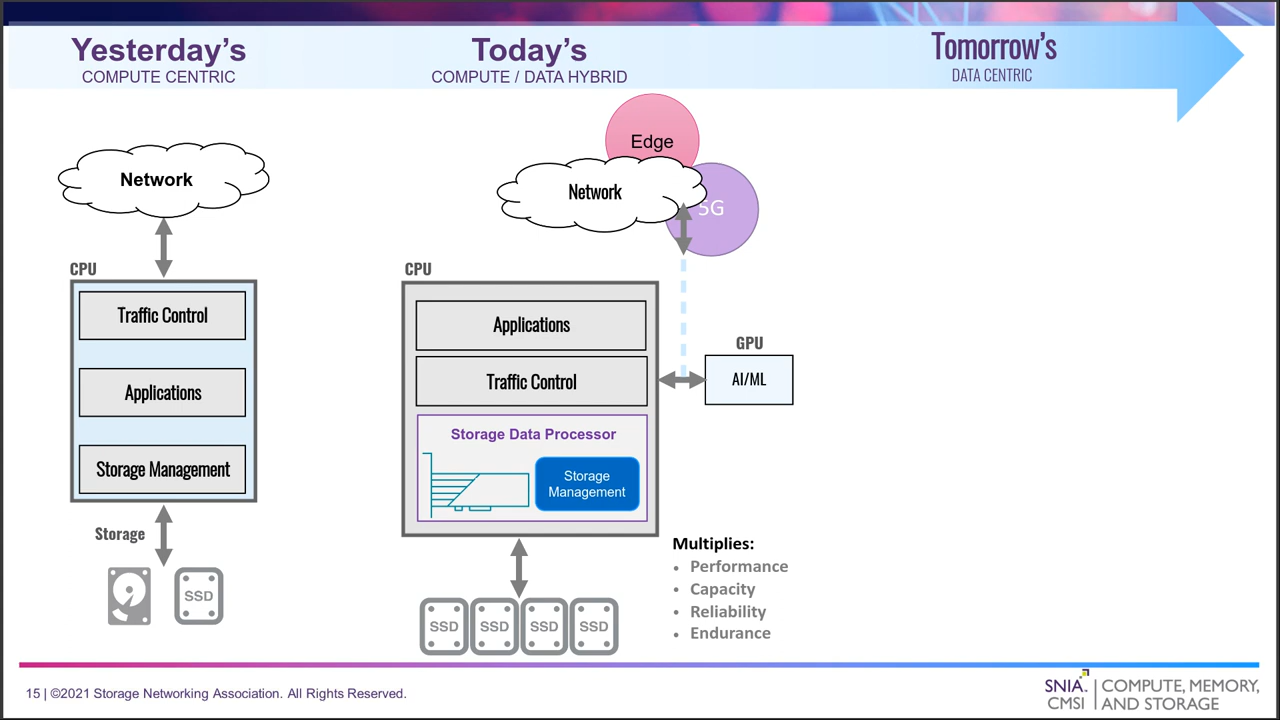 Yesterday's
COMPUTE CENTRIC
Today's
COMPUTE / DATA HYBRID
Tomorrow's
DATA CENTRIC
Network
CPU
Traffic Control
Applications
Storage Management
Storage
SSD
Edge
Network
5G
CPU
Applications
Traffic Control
Storage Data Processor
Storage
Management
GPU
AI/ML
SSD SSD SSD SSD
Multiplies:
• Performance
• Capacity
• Reliability
• Endurance
15 | ©2021 Storage Networking Association. All Rights Reserved.
SNIA.
CMSI
COMPUTE, MEMORY,
AND STORAGE